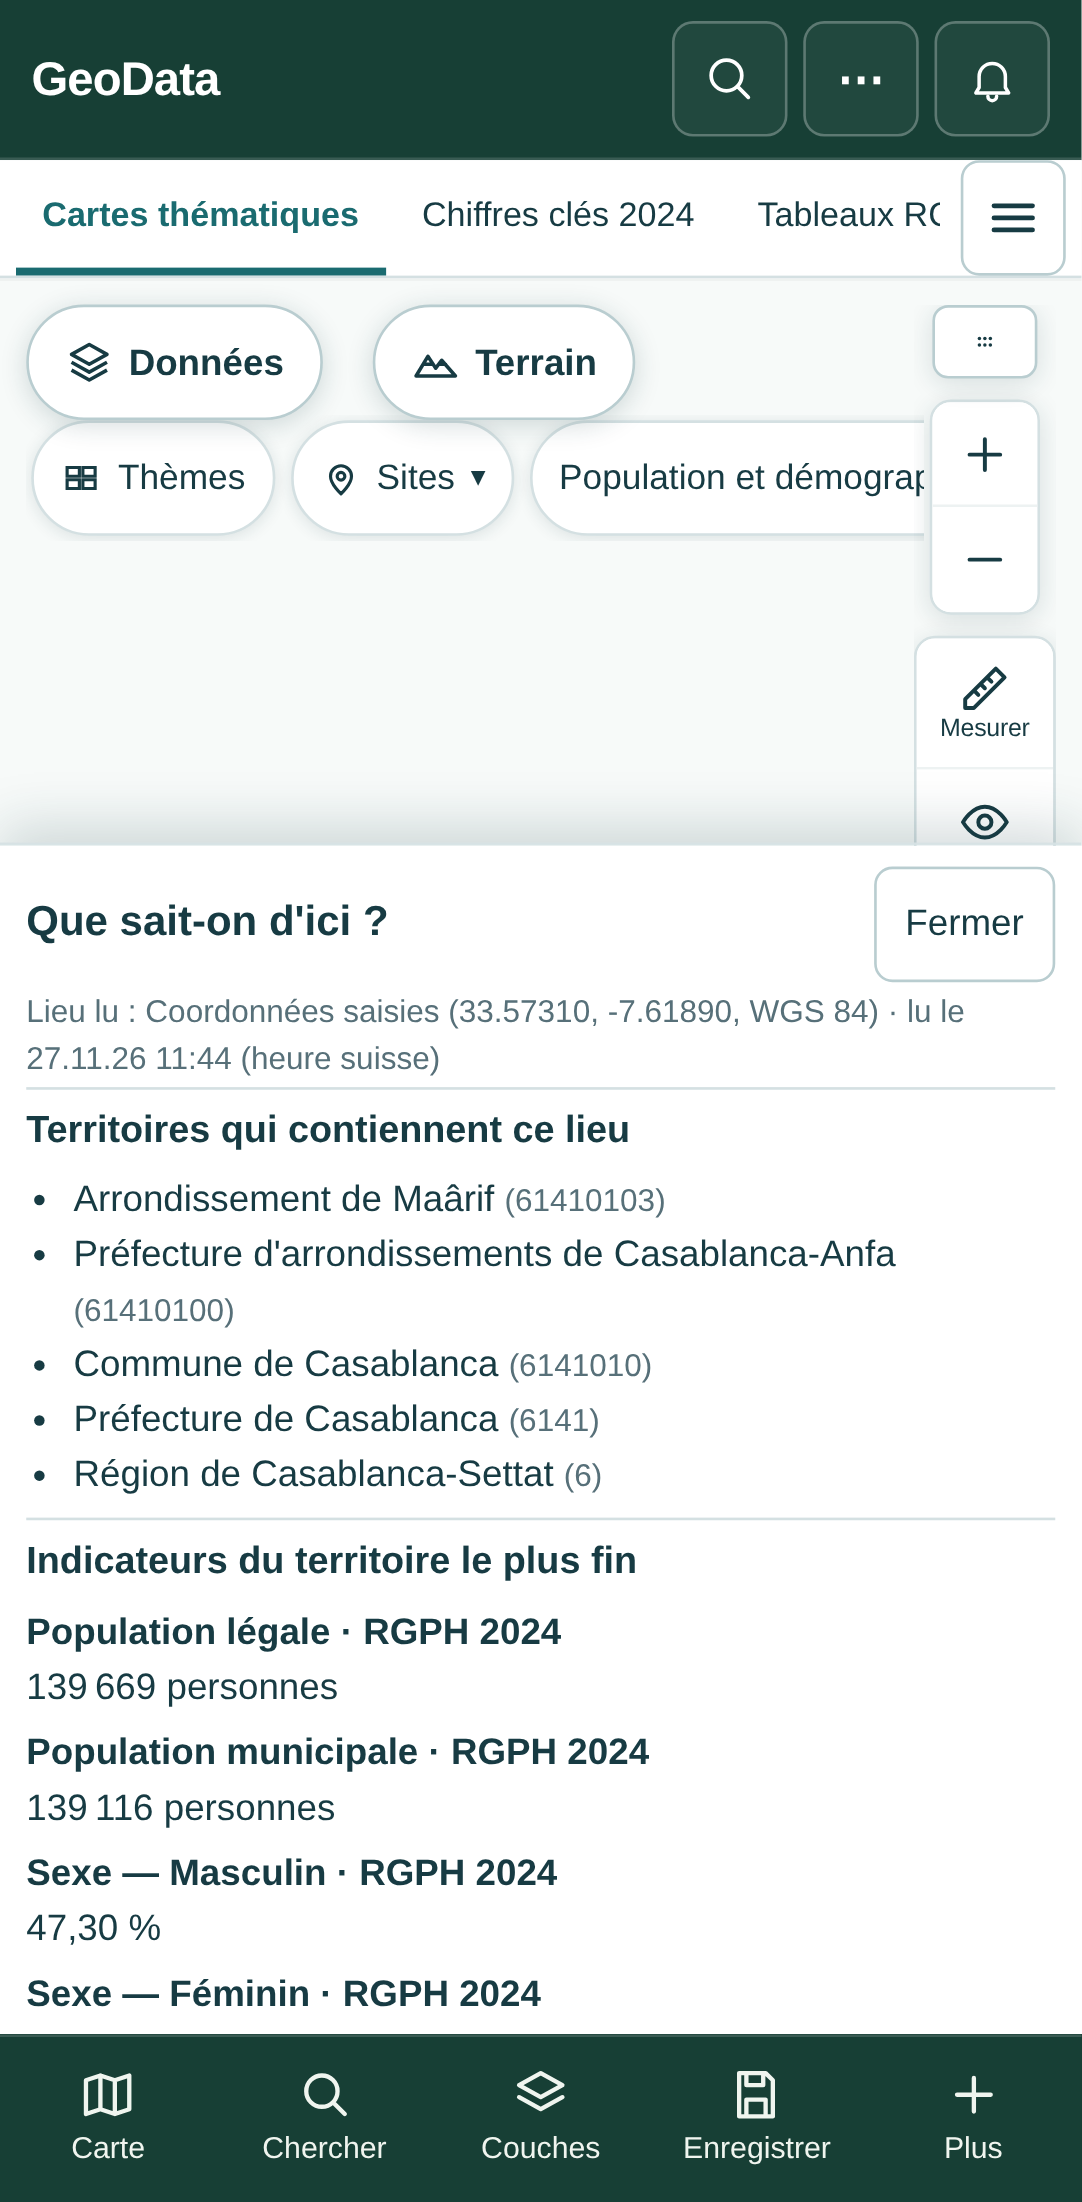 GeoData
Cartes thématiques
Chiffres clés 2024
Tableaux
Données
Terrain
Thèmes
Sites ▾
Population et
Mesurer
Que sait-on d'ici ?
Fermer
Lieu lu : Coordonnées saisies (33.57310, -7.61890, WGS 84) · lu le
27.11.26 11:44 (heure suisse)
Territoires qui contiennent ce lieu
• Arrondissement de Maârif (61410103)
• Préfecture d'arrondissements de Casablanca-Anfa
(61410100)
• Commune de Casablanca (6141010)
• Préfecture de Casablanca (6141)
• Région de Casablanca-Settat (6)
Indicateurs du territoire le plus fin
Population légale · RGPH 2024
139 669 personnes
Population municipale · RGPH 2024
139 116 personnes
Sexe — Masculin · RGPH 2024
47,30 %
Sexe — Féminin · RGPH 2024
Carte
Chercher
Couches
Enregistrer
Plus